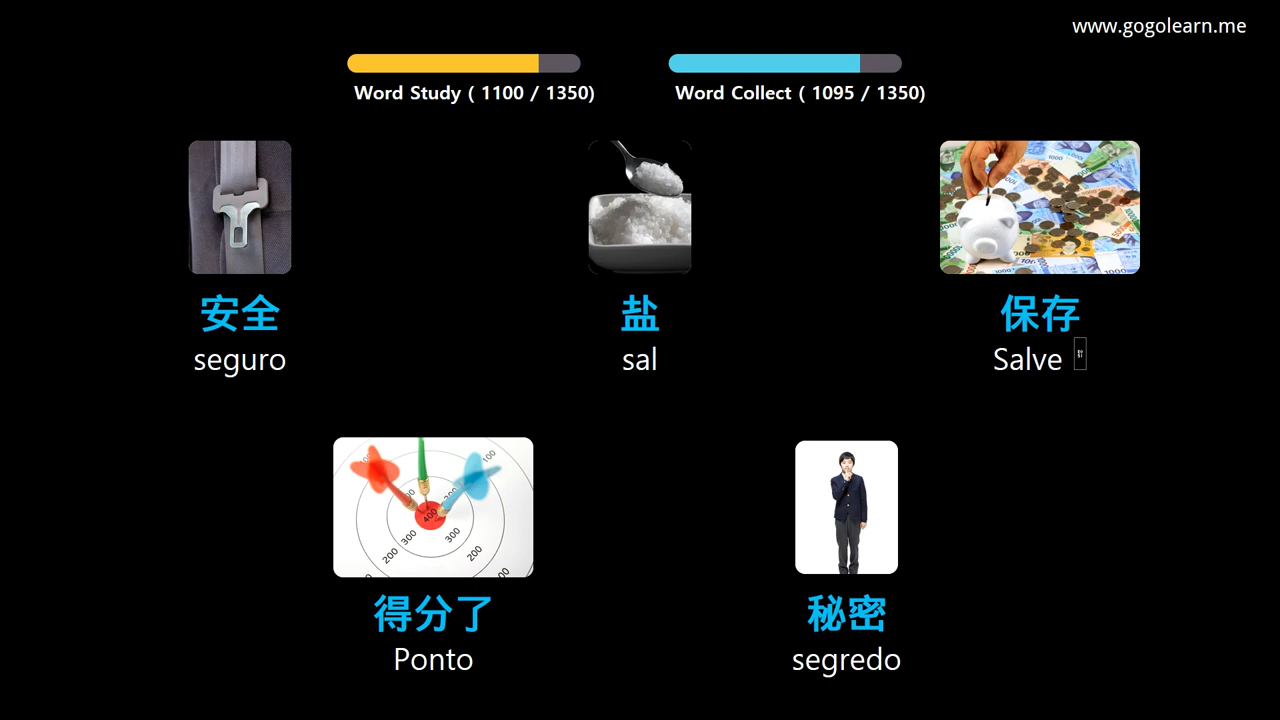 www.gogolearn.me
Word Study ( 1100 / 1350)
Word Collect ( 1095 / 1350)
安全
seguro
盐
sal
保存
Salve
得分了
Ponto
秘密
segredo